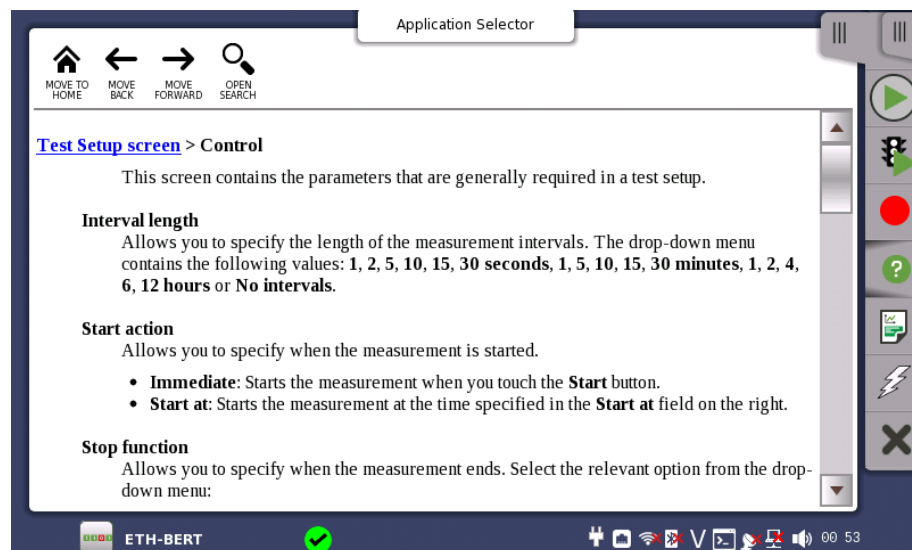 Application Selector
MOVE TO
HOME
MOVE
BACK
MOVE
FORWARD
OPEN
SEARCH
Test Setup screen > Control
This screen contains the parameters that are generally required in a test setup.
Interval length
Allows you to specify the length of the measurement intervals. The drop-down menu
contains the following values: 1, 2, 5, 10, 15, 30 seconds, 1, 5, 10, 15, 30 minutes, 1, 2, 4,
6, 12 hours or No intervals.
Start action
Allows you to specify when the measurement is started.
• Immediate: Starts the measurement when you touch the Start button.
• Start at: Starts the measurement at the time specified in the Start at field on the right.
Stop function
Allows you to specify when the measurement ends. Select the relevant option from the drop-
down menu:
ETH-BERT
V
00 53